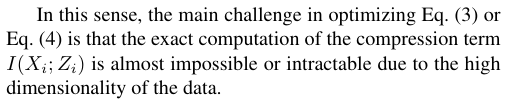 In this sense, the main challenge in optimizing Eq. (3) or
Eq. (4) is that the exact computation of the compression term
I(X_i; Z_i) is almost impossible or intractable due to the high
dimensionality of the data.